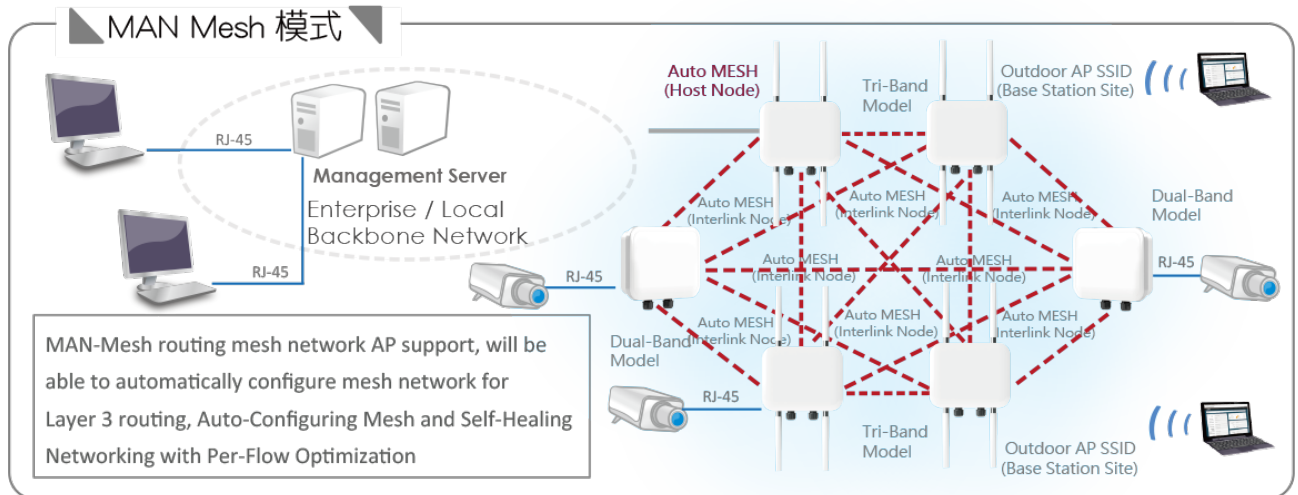 MAN Mesh 模式
RJ-45
Management Server
Enterprise / Local
Backbone Network
RJ-45
RJ-45
MAN-Mesh routing mesh network AP support, will be
able to automatically configure mesh network for
Layer 3 routing, Auto-Configuring Mesh and Self-Healing
Networking with Per-Flow Optimization
Auto MESH
(Host Node)
Tri-Band
Model
Outdoor AP SSID
(Base Station Site)
Auto MESH
(Interlink Node)
Auto MESH
(Interlink Node)
Auto MESH
(Interlink Node)
Dual-Band
Model
Auto MESH
(Interlink Node)
Auto MESH
(Interlink Node)
RJ-45
Auto MESH
(Interlink Node)
Auto MESH
(Interlink Node)
Auto MESH
(Interlink Node)
Dual-Band
Model
RJ-45
Tri-Band
Model
Outdoor AP SSID
(Base Station Site)